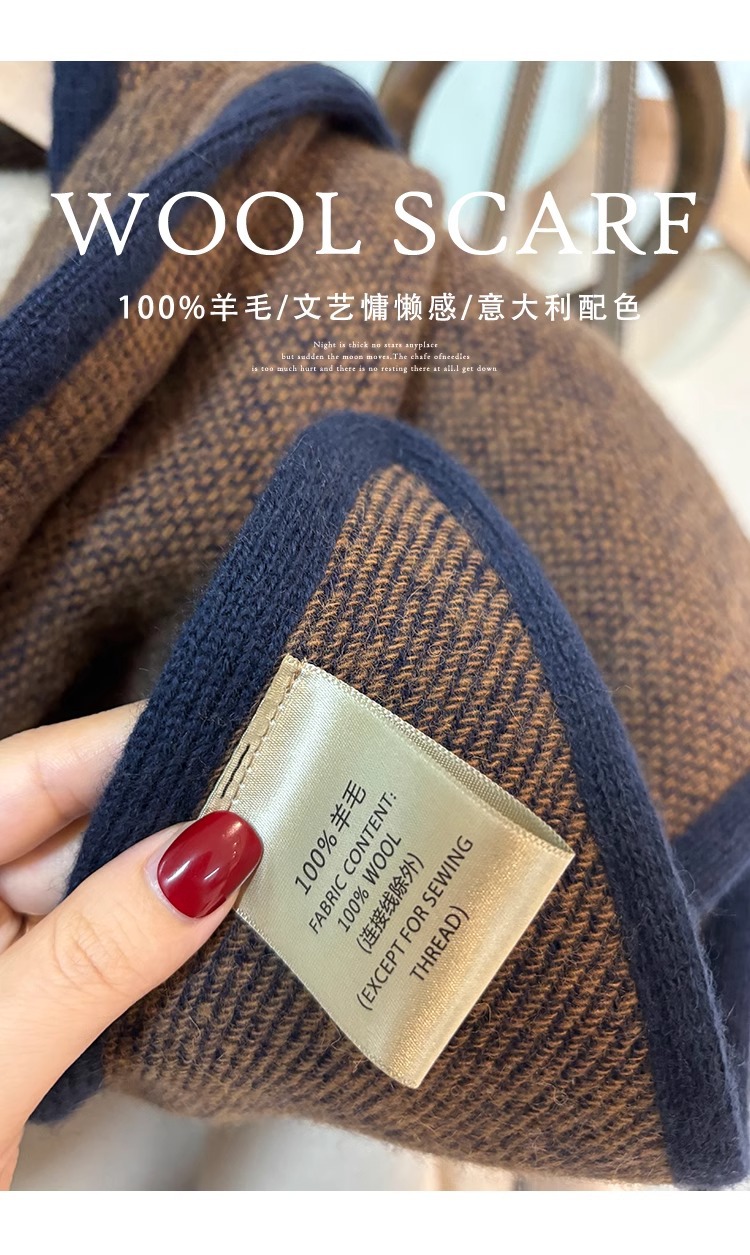 WOOL SCARF
100%羊毛/文艺慵懒感/意大利配色
Night is thick no stars anyplace
but sudden the moon moves.The chafe ofneedles
is too much hurt and there is no resting there at all.I get down
100% 羊毛
FABRIC CONTENT:
100% WOOL
(连接线除外)
(EXCEPT FOR SEWING
THREAD)